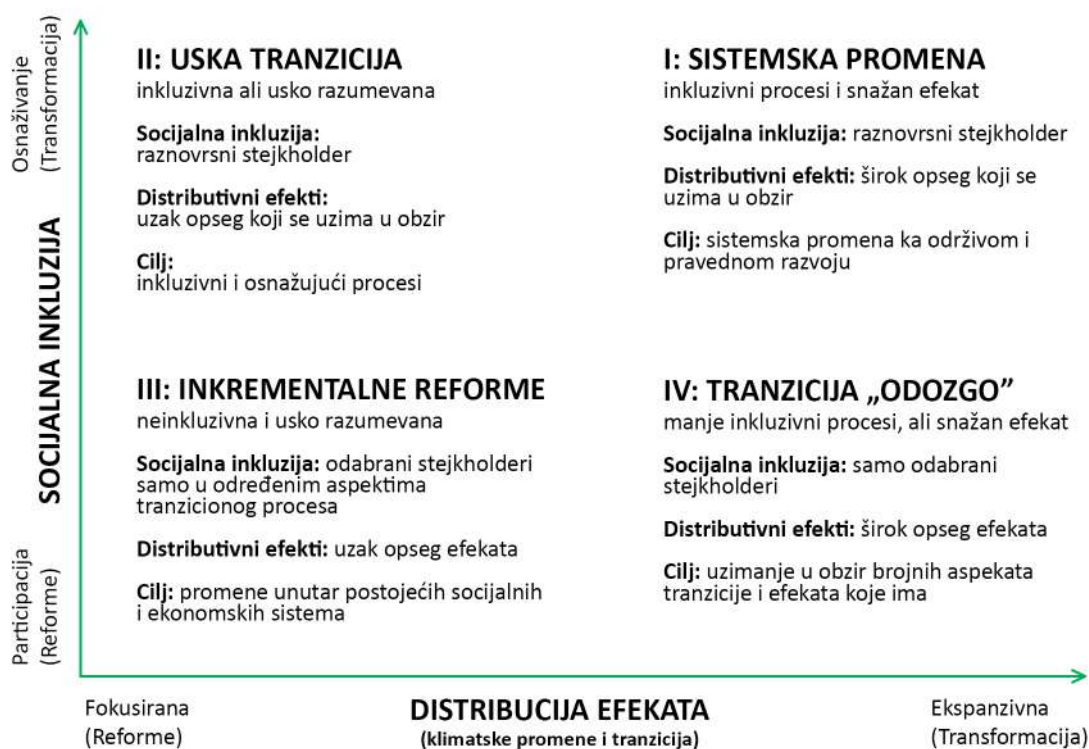 Osnaživanje
(Transformacija)
SOCIJALNA INKLUZIJA
Participacija
(Reforme)
II: USKA TRANZICIJA
inkluzivna ali usko razumevana
Socijalna inkluzija:
raznovrsni stejkholder
Distributivni efekti:
uzak opseg koji se uzima u obzir
Cilj:
inkluzivni i osnažujući procesi
I: SISTEMSKA PROMENA
inkluzivni procesi i snažan efekat
Socijalna inkluzija: raznovrsni stejkholder
Distributivni efekti: širok opseg koji se
uzima u obzir
Cilj: sistemska promena ka održivom i
pravednom razvoju
III: INKREMENTALNE REFORME
neinkluzivna i usko razumevana
Socijalna inkluzija: odabrani stejkholderi
samo u određenim aspektima
tranzicionog procesa
Distributivni efekti: uzak opseg efekata
Cilj: promene unutar postojećih socijalnih
i ekonomskih sistema
IV: TRANZICIJA „ODOZGO”
manje inkluzivni procesi, ali snažan efekat
Socijalna inkluzija: samo odabrani
stejkholderi
Distributivni efekti: širok opseg efekata
Cilj: uzimanje u obzir brojnih aspekata
tranzicije i efekata koje ima
Fokusirana
(Reforme)
DISTRIBUCIJA EFEKATA
(klimatske promene i tranzicija)
Ekspanzivna
(Transformacija)